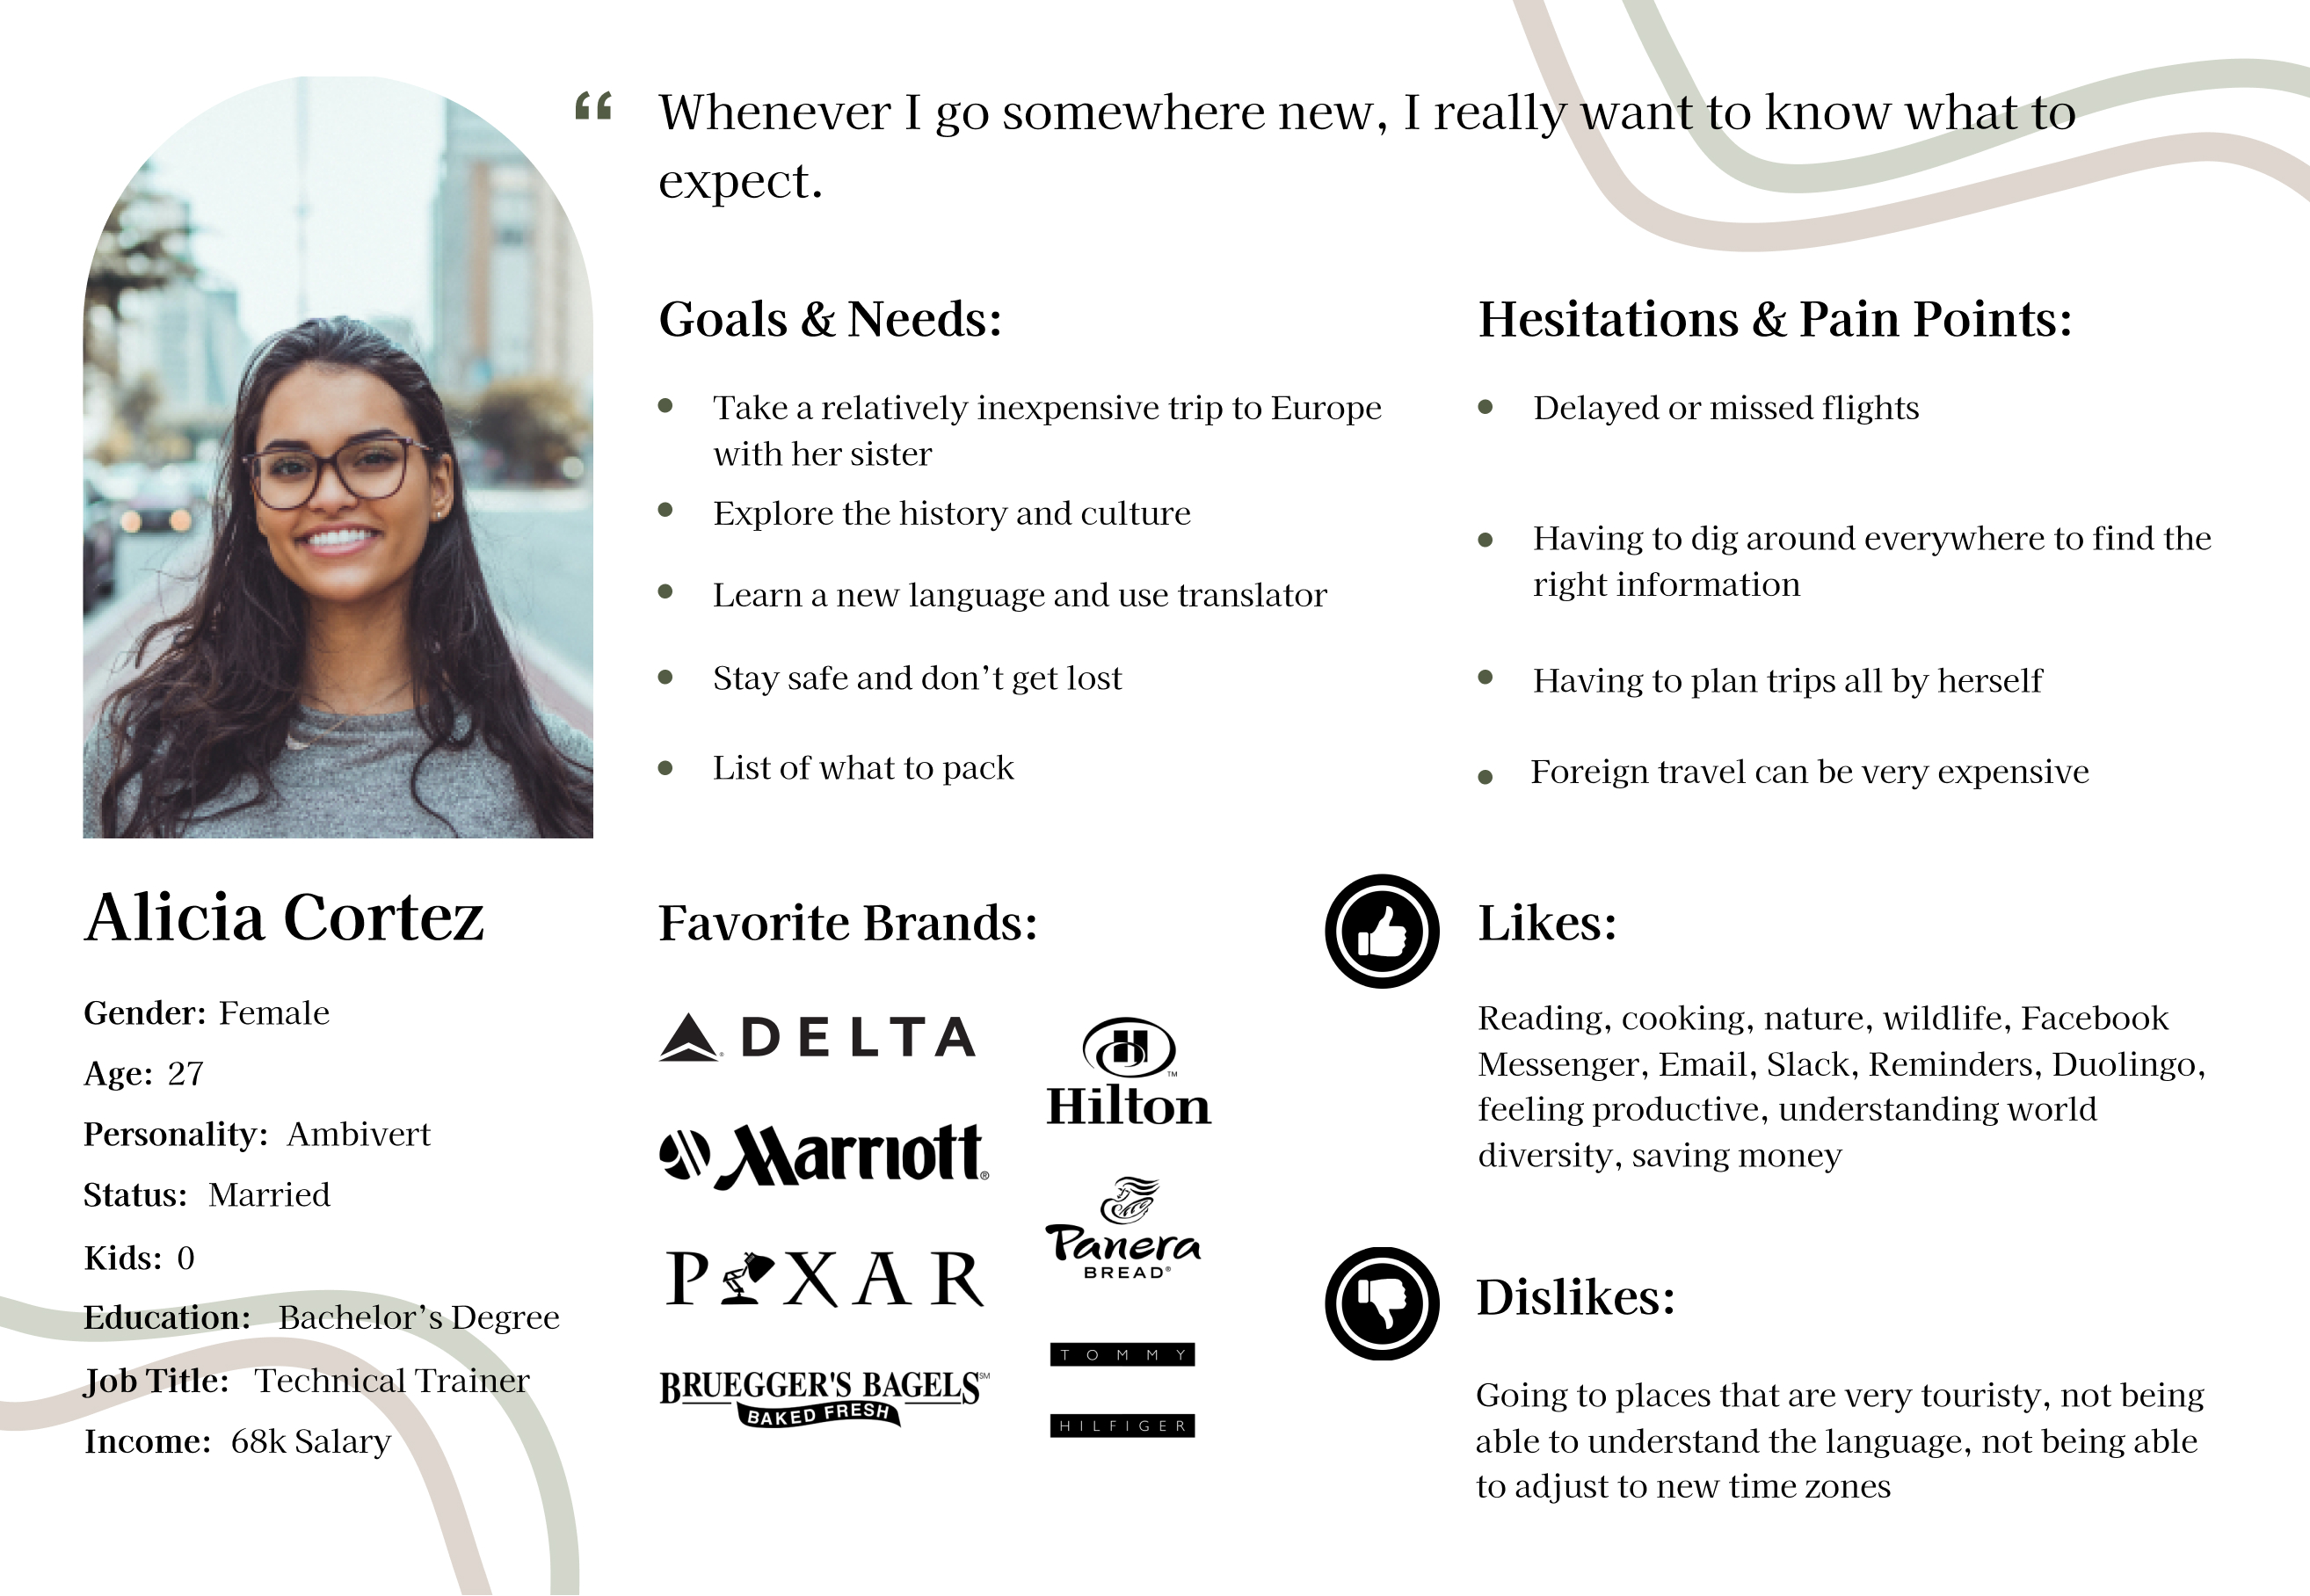 “
Whenever I go somewhere new, I really want to know what to
expect.
Goals & Needs:
Take a relatively inexpensive trip to Europe
with her sister
Explore the history and culture
Learn a new language and use translator
Stay safe and don’t get lost
List of what to pack
Hesitations & Pain Points:
Delayed or missed flights
Having to dig around everywhere to find the
right information
Having to plan trips all by herself
Foreign travel can be very expensive
Alicia Cortez
Gender: Female
Age: 27
Personality: Ambivert
Status: Married
Kids: 0
Education: Bachelor’s Degree
Job Title: Technical Trainer
Income: 68k Salary
Favorite Brands:
DELTA
Marriott®
PIXAR
BRUEGGER'S BAGELS℠
BAKED FRESH
Hilton™
Panera
BREAD®
TOMMY
HILFIGER
Likes:
Reading, cooking, nature, wildlife, Facebook
Messenger, Email, Slack, Reminders, Duolingo,
feeling productive, understanding world
diversity, saving money
Dislikes:
Going to places that are very touristy, not being
able to understand the language, not being able
to adjust to new time zones